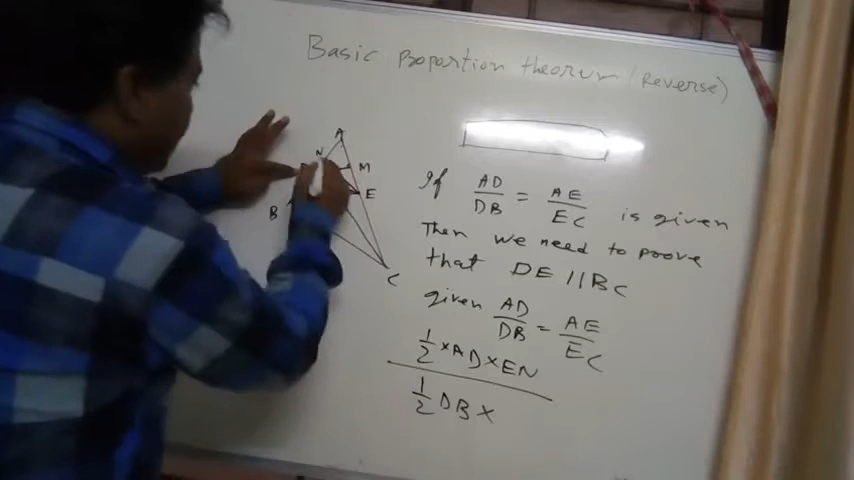 Basic Proportion theorum (reverse)
A
N
M
E
B
C
If AD/DB = AE/EC is given
Then we need to prove
that DE // BC
given AD/DB = AE/EC
1/2 × AD × EN
1/2 DB ×